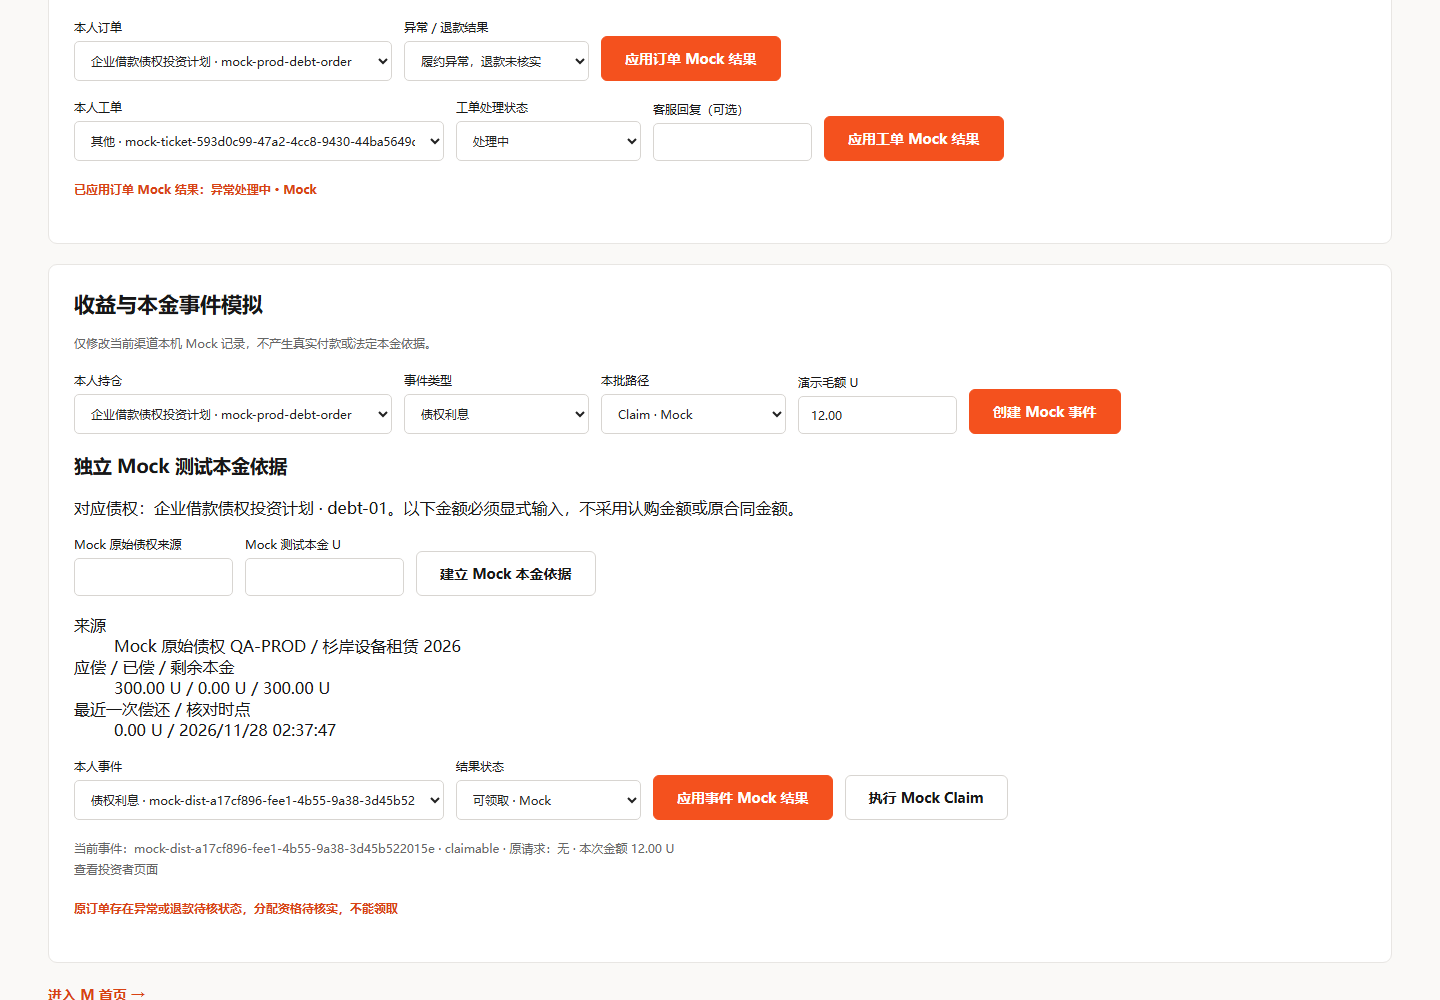 本人订单
异常 / 退款结果
企业借款债权投资计划 · mock-prod-debt-order
履约异常，退款未核实
应用订单 Mock 结果
本人工单
工单处理状态
客服回复（可选）
其他 · mock-ticket-593d0c99-47a2-4cc8-9430-44ba5649c
处理中
应用工单 Mock 结果
已应用订单 Mock 结果：异常处理中 · Mock
收益与本金事件模拟
仅修改当前渠道本机 Mock 记录，不产生真实付款或法定本金依据。
本人持仓
事件类型
本批路径
演示毛额 U
企业借款债权投资计划 · mock-prod-debt-order
债权利息
Claim · Mock
12.00
创建 Mock 事件
独立 Mock 测试本金依据
对应债权：企业借款债权投资计划 · debt-01。以下金额必须显式输入，不采用认购金额或原合同金额。
Mock 原始债权来源
Mock 测试本金 U
建立 Mock 本金依据
来源
Mock 原始债权 QA-PROD / 杉岸设备租赁 2026
应偿 / 已偿 / 剩余本金
300.00 U / 0.00 U / 300.00 U
最近一次偿还 / 核对时点
0.00 U / 2026/11/28 02:37:47
本人事件
结果状态
债权利息 · mock-dist-a17cf896-fee1-4b55-9a38-3d45b52
可领取 · Mock
应用事件 Mock 结果
执行 Mock Claim
当前事件：mock-dist-a17cf896-fee1-4b55-9a38-3d45b522015e · claimable · 原请求：无 · 本次金额 12.00 U
查看投资者页面
原订单存在异常或退款待核状态，分配资格待核实，不能领取
进入 M 首页 →